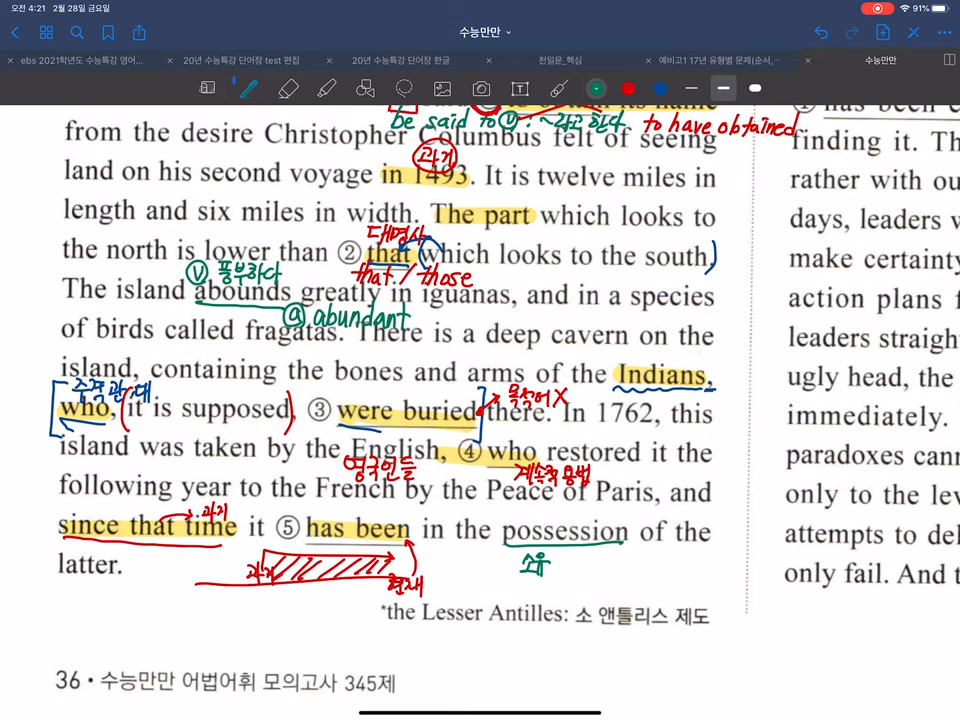 오전 4:21 2월 28일 금요일
91%
수능만만
ebs 2021학년도 수능특강 영어...
20년 수능특강 단어장 test 편집
20년 수능특강 단어장 한글
천일문_핵심
예비고1 17년 유형별 문제(순서,...
수능만만
be said to ⓥ : ~라고 한다 to have obtained
from the desire Christopher Columbus felt of seeing
과거
land on his second voyage in 1493. It is twelve miles in
length and six miles in width. The part which looks to
대명사
the north is lower than ② that (which looks to the south.)
ⓥ 풍부하다 that / those
The island abounds greatly in iguanas, and in a species
ⓐ abundant
of birds called fragatas. There is a deep cavern on the
island, containing the bones and arms of the Indians,
주격 관·대 목적어 X
who, (it is supposed), ③ were buried there. In 1762, this
island was taken by the English, ④ who restored it the
영국인들 계속적 용법
following year to the French by the Peace of Paris, and
과거
since that time it ⑤ has been in the possession of the
과거 현재 소유
latter.
*the Lesser Antilles: 소 앤틸리스 제도
36 • 수능만만 어법어휘 모의고사 345제
finding it. Th
rather with ou
days, leaders w
make certainty
action plans f
leaders straigh
ugly head, the
immediately.
paradoxes cann
only to the lev
attempts to del
only fail. And t